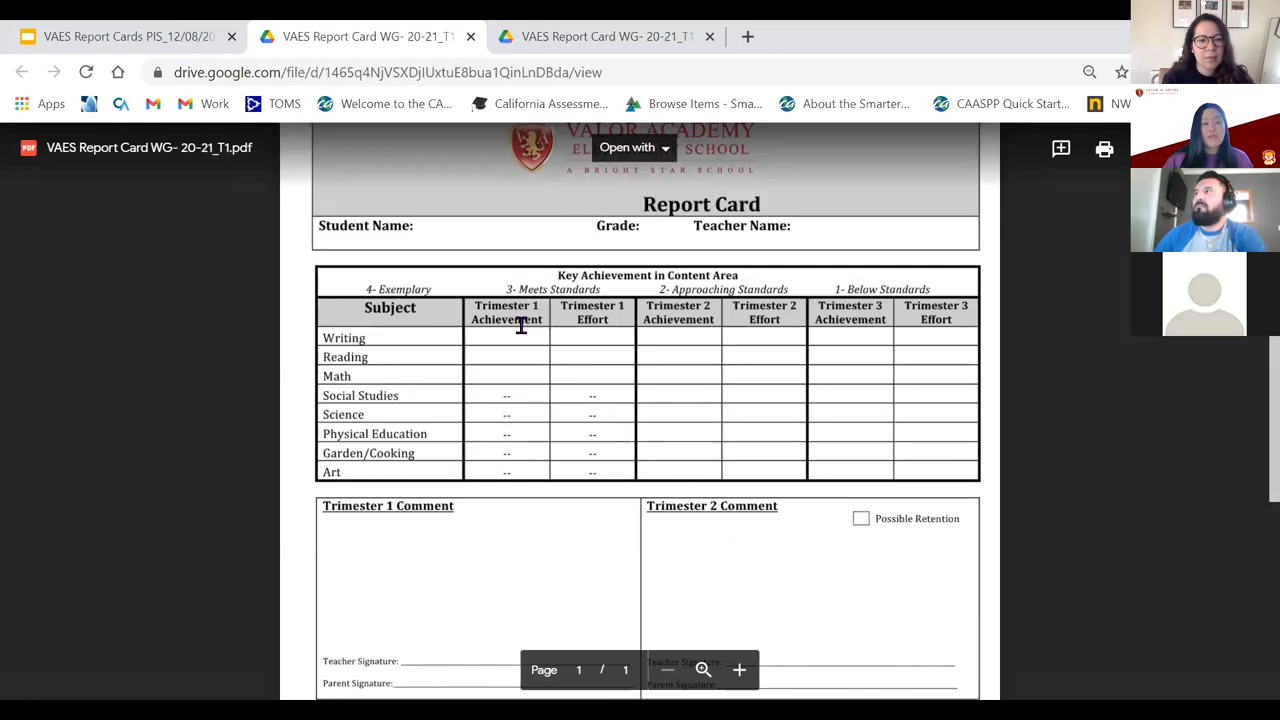 VAES Report Cards PIS_12/08/20
VAES Report Card WG- 20-21_T1
VAES Report Card WG- 20-21_T1
drive.google.com/file/d/1465q4NjVSXDjIUxtuE8bua1QinLnDBda/view
Apps
Work
TOMS
Welcome to the CA...
California Assessme...
Browse Items - Sma...
About the Smarter...
CAASPP Quick Start...
NW
PDF
VAES Report Card WG- 20-21_T1.pdf
Open with
VALOR ACADEMY
SCHOOL
A BRIGHT STAR SCHOOL
Report Card
Student Name: Grade: Teacher Name:
Key Achievement in Content Area
4- Exemplary 3- Meets Standards 2- Approaching Standards 1- Below Standards
Subject Trimester 1 Achievement Trimester 1 Effort Trimester 2 Achievement Trimester 2 Effort Trimester 3 Achievement Trimester 3 Effort
Writing
Reading
Math
Social Studies -- --
Science -- --
Physical Education -- --
Garden/Cooking -- --
Art -- --
Trimester 1 Comment
Trimester 2 Comment
Possible Retention
Teacher Signature:
Parent Signature:
Teacher Signature:
Parent Signature:
Page 1 / 1